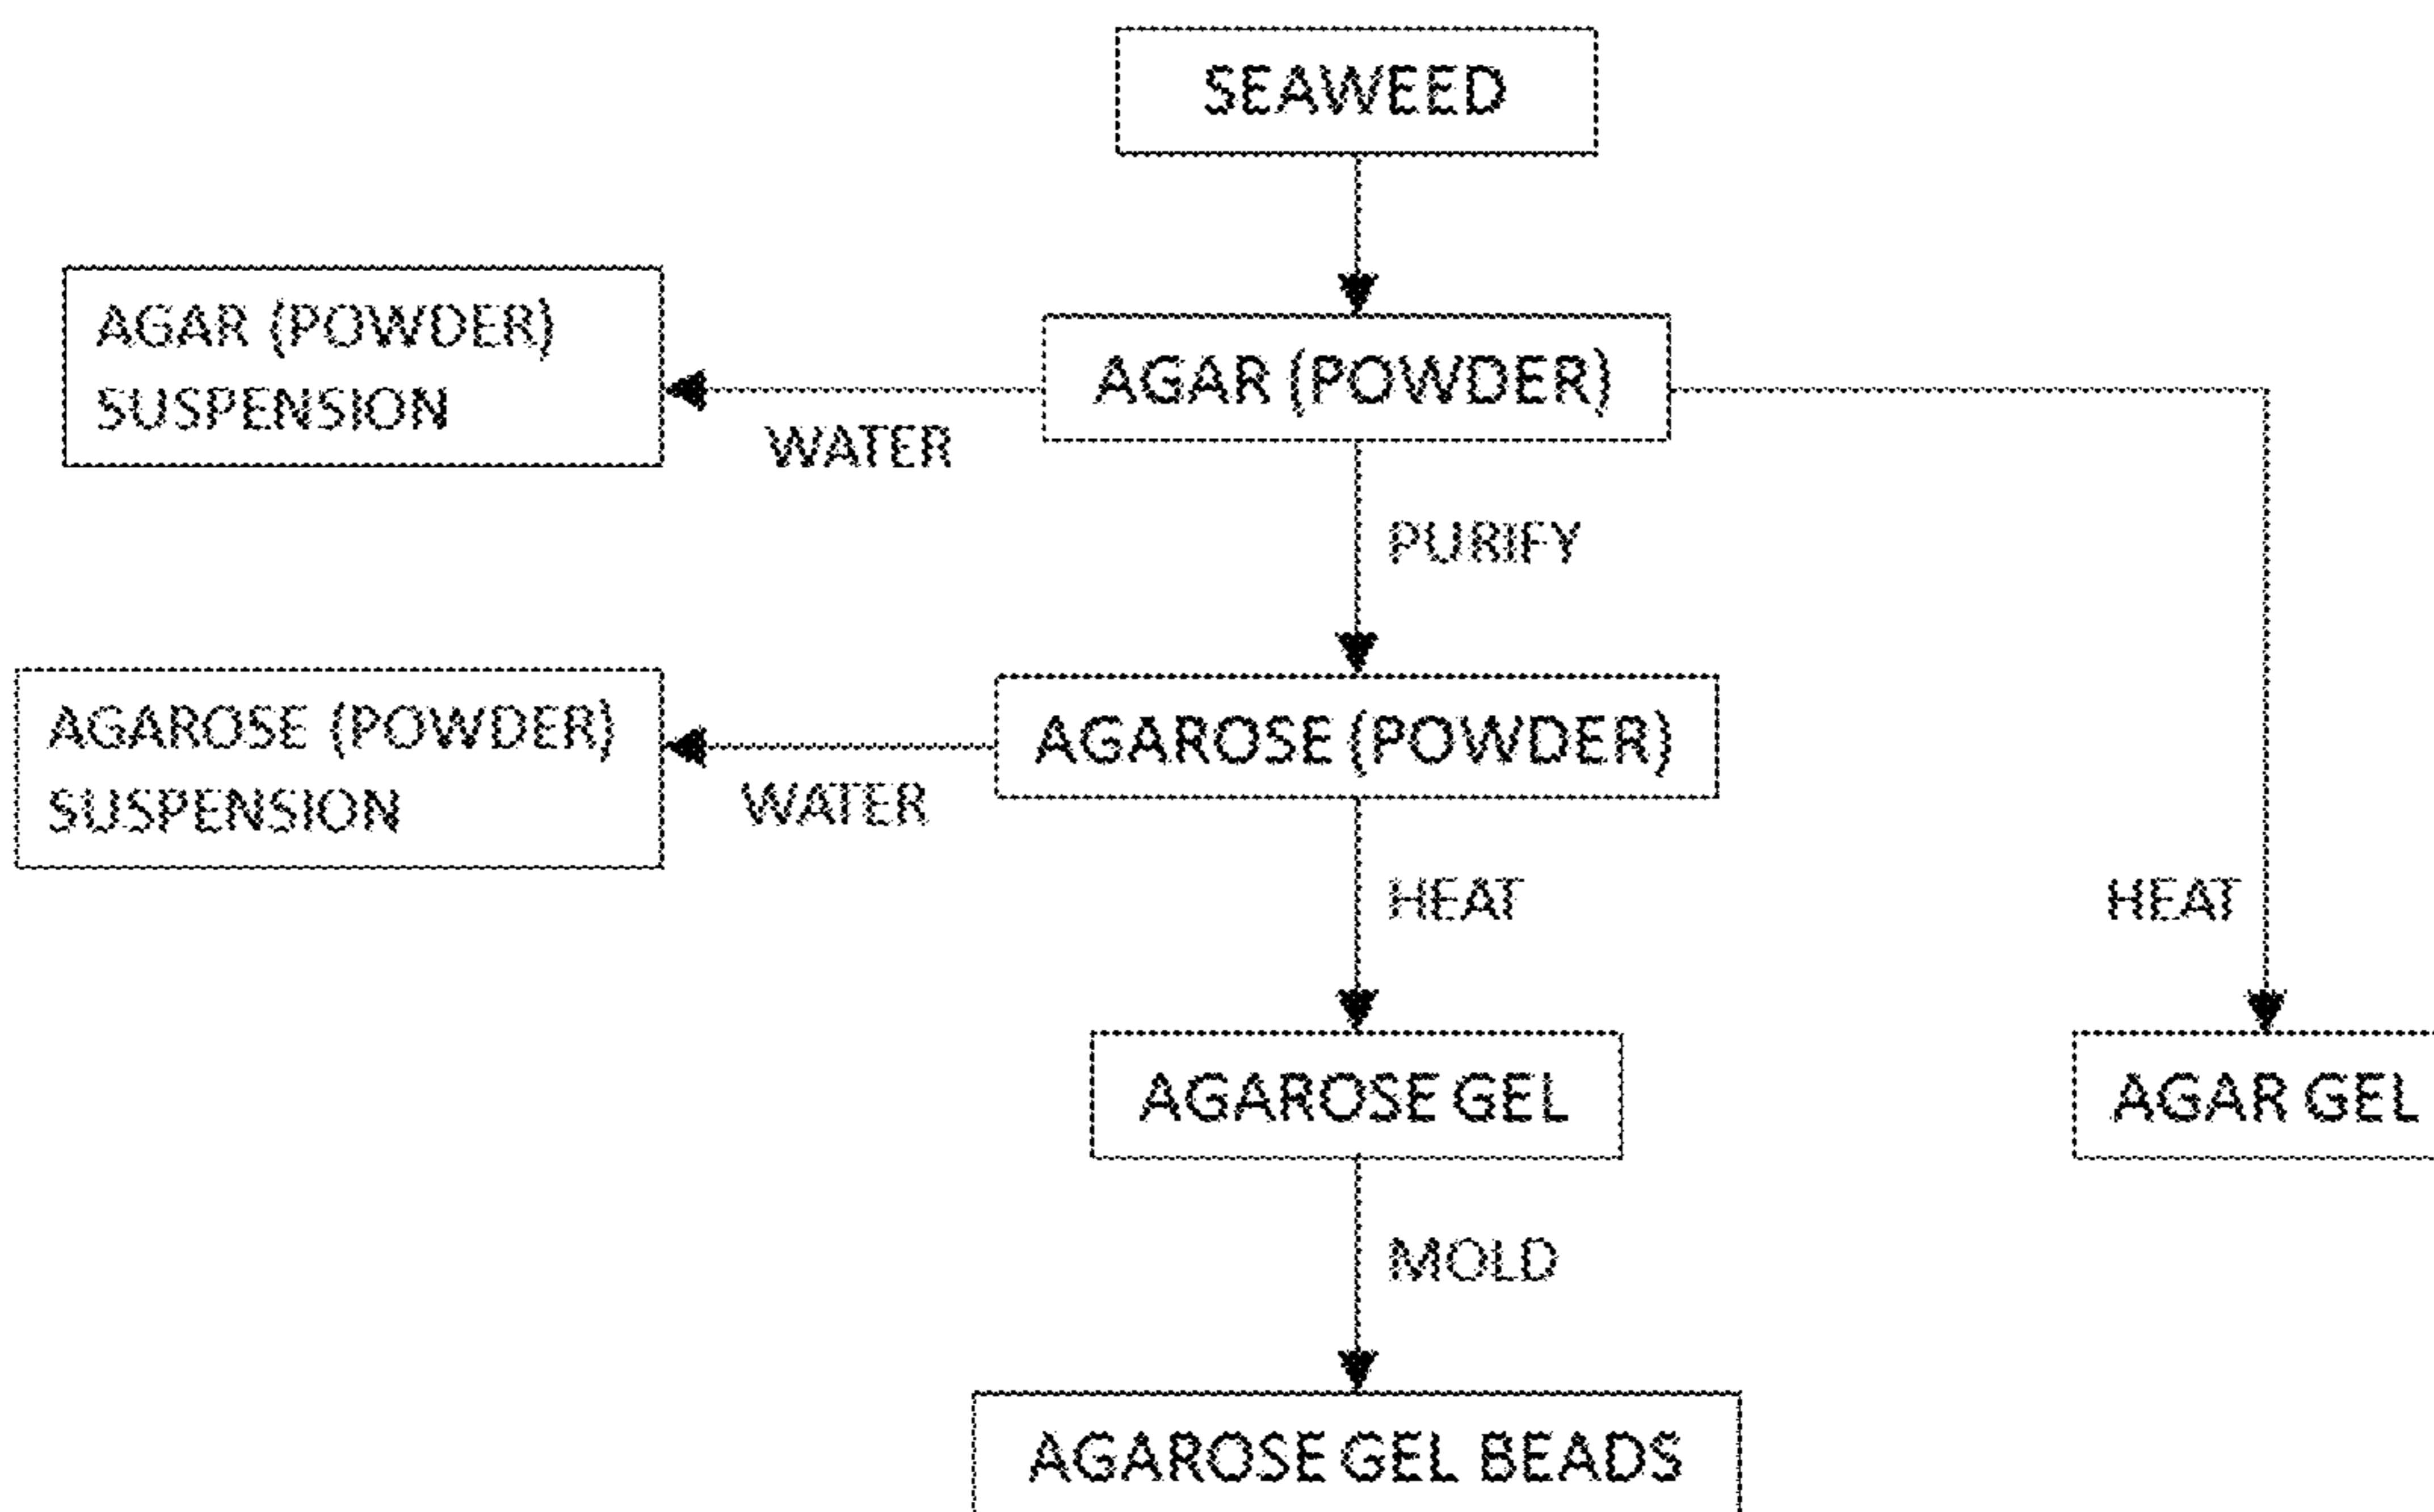 SEAWEED
AGAR (POWDER)
SUSPENSION
WATER
AGAR (POWDER)
PURIFY
AGAROSE (POWDER)
SUSPENSION
WATER
AGAROSE (POWDER)
HEAT
HEAT
AGAROSE GEL
AGAR GEL
MOLD
AGAROSE GEL BEADS